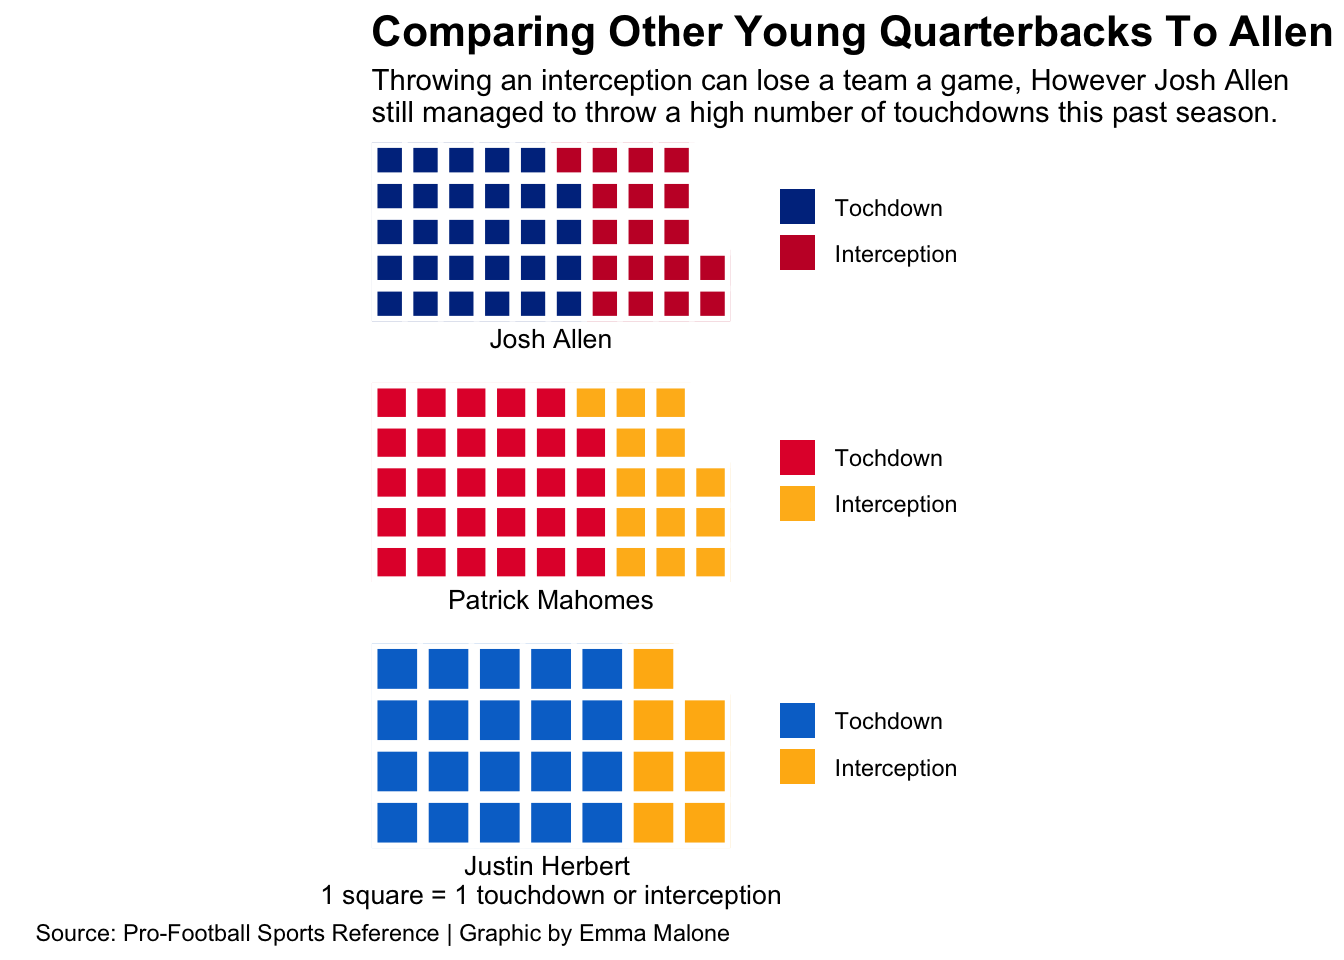 Comparing Other Young Quarterbacks To Allen
Throwing an interception can lose a team a game, However Josh Allen
still managed to throw a high number of touchdowns this past season.
Tochdown
Interception
Josh Allen
Tochdown
Interception
Patrick Mahomes
Tochdown
Interception
Justin Herbert
1 square = 1 touchdown or interception
Source: Pro-Football Sports Reference | Graphic by Emma Malone